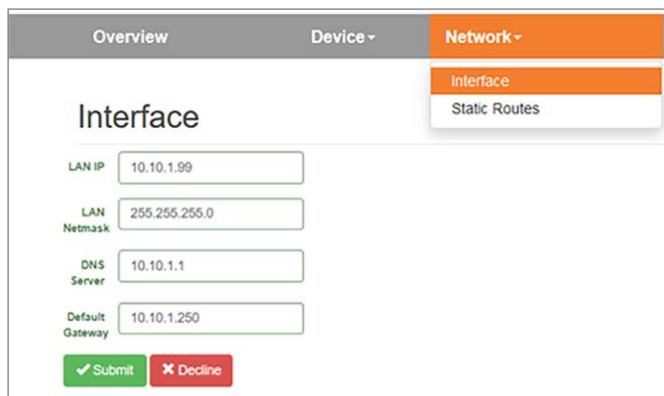 Overview Device Network
Interface
Static Routes
Interface
LAN IP 10.10.1.99
LAN Netmask 255.255.255.0
DNS Server 10.10.1.1
Default Gateway 10.10.1.250
Submit Decline